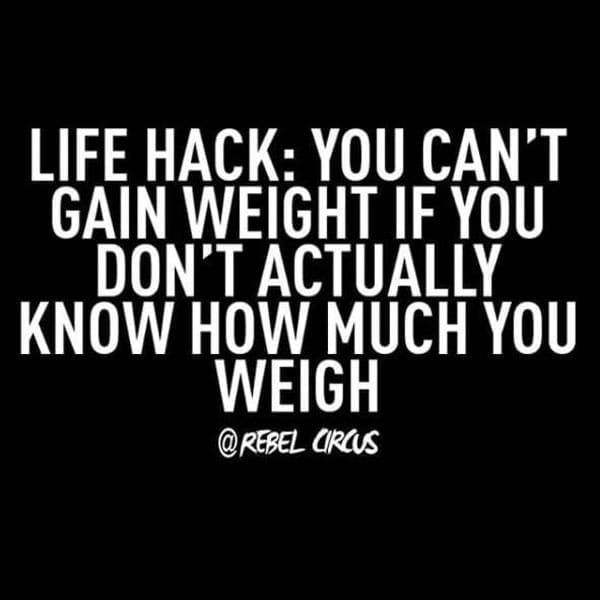 LIFE HACK: YOU CAN'T
GAIN WEIGHT IF YOU
DON'T ACTUALLY
KNOW HOW MUCH YOU
WEIGH
@REBEL CIRCUS